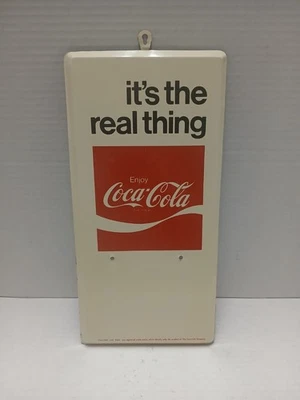 it's the
real thing
Enjoy
Coca-Cola